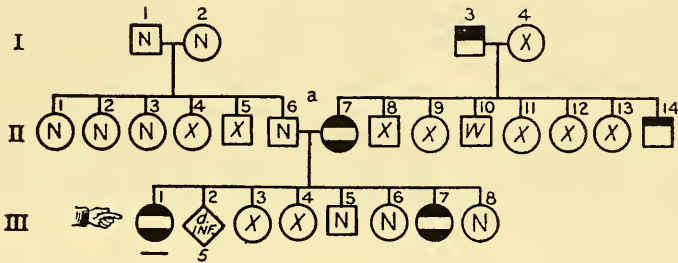 1 2 3 4
I N N X
a
1 2 3 4 5 6 7 8 9 10 11 12 13 14
II N N N X X N X X W X X X
1 2 3 4 5 6 7 8
III d. INF X X N N N
5